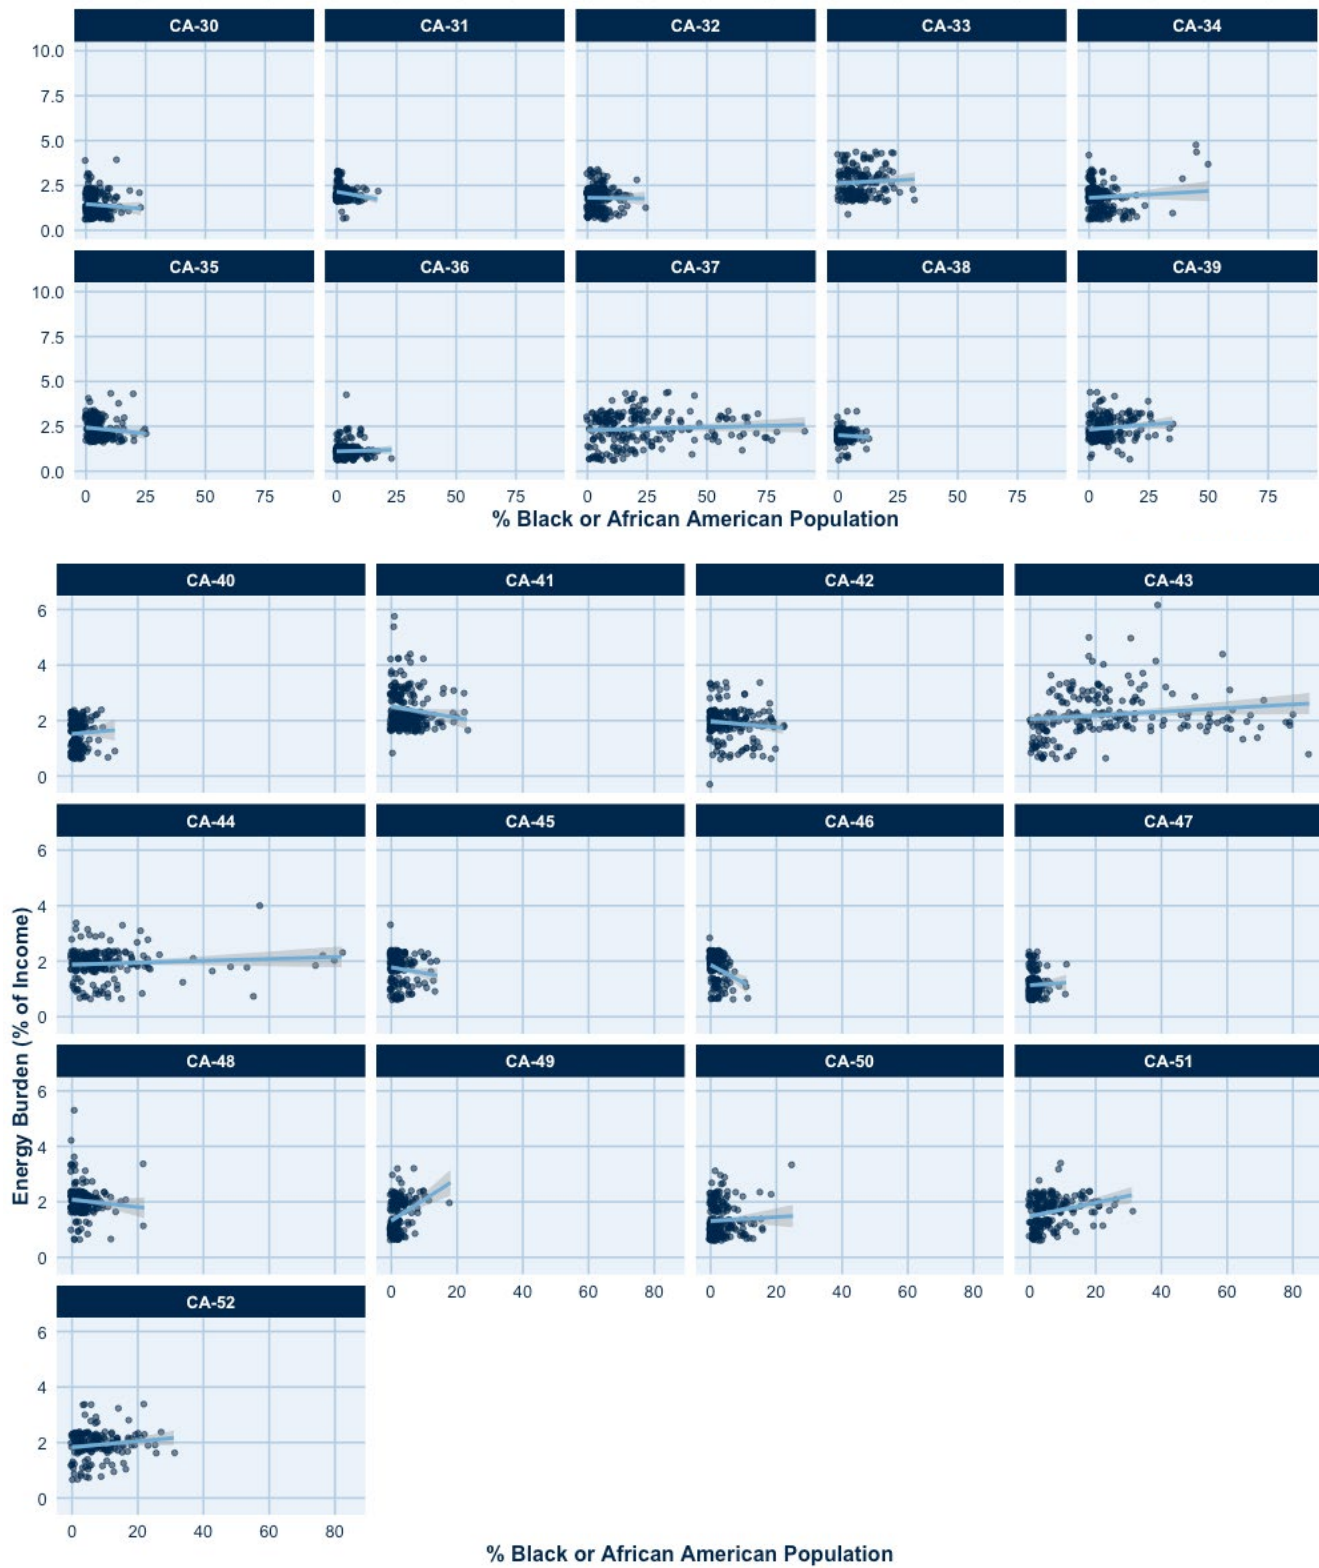 CA-30 CA-31 CA-32 CA-33 CA-34
10.0
7.5
5.0
2.5
0.0
CA-35 CA-36 CA-37 CA-38 CA-39
10.0
7.5
5.0
2.5
0.0
0 25 50 75 0 25 50 75 0 25 50 75 0 25 50 75 0 25 50 75
% Black or African American Population
CA-40 CA-41 CA-42 CA-43
6
4
2
0
CA-44 CA-45 CA-46 CA-47
6
4
2
0
Energy Burden (% of Income)
CA-48 CA-49 CA-50 CA-51
6
4
2
0
0 20 40 60 80 0 20 40 60 80 0 20 40 60 80
CA-52
6
4
2
0
0 20 40 60 80
% Black or African American Population